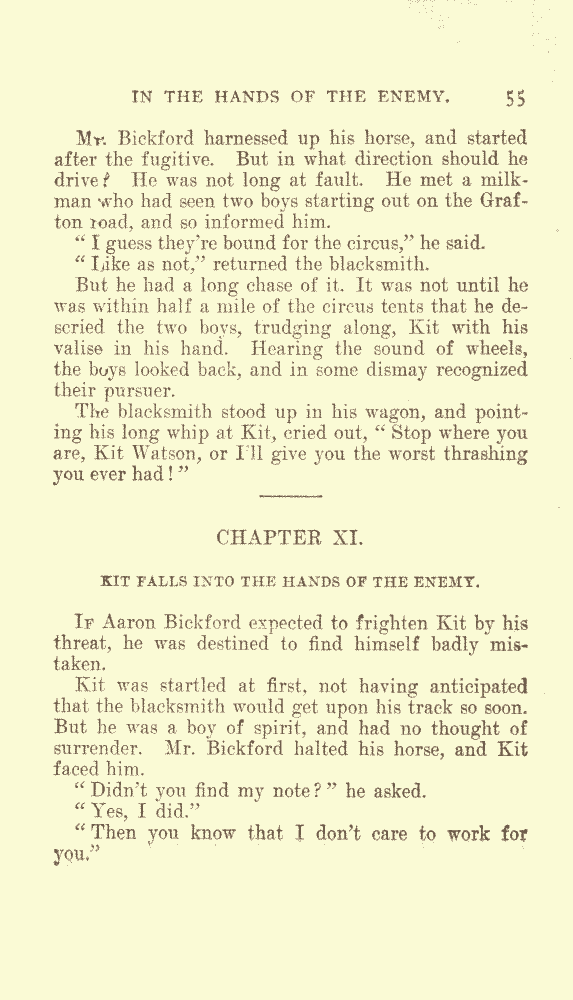 IN THE HANDS OF THE ENEMY. 55
Mr. Bickford harnessed up his horse, and started
after the fugitive. But in what direction should he
drive? He was not long at fault. He met a milk-
man who had seen two boys starting out on the Graf-
ton road, and so informed him.
“ I guess they're bound for the circus,” he said.
“ Like as not,” returned the blacksmith.
But he had a long chase of it. It was not until he
was within half a mile of the circus tents that he de-
scried the two boys, trudging along, Kit with his
valise in his hand. Hearing the sound of wheels,
the boys looked back, and in some dismay recognized
their pursuer.
The blacksmith stood up in his wagon, and point-
ing his long whip at Kit, cried out, “ Stop where you
are, Kit Watson, or I'll give you the worst thrashing
you ever had! ”
CHAPTER XI.
KIT FALLS INTO THE HANDS OF THE ENEMY.
IF Aaron Bickford expected to frighten Kit by his
threat, he was destined to find himself badly mis-
taken.
Kit was startled at first, not having anticipated
that the blacksmith would get upon his track so soon.
But he was a boy of spirit, and had no thought of
surrender. Mr. Bickford halted his horse, and Kit
faced him.
“ Didn't you find my note? ” he asked.
“ Yes, I did.”
“ Then you know that I don't care to work for
you.”